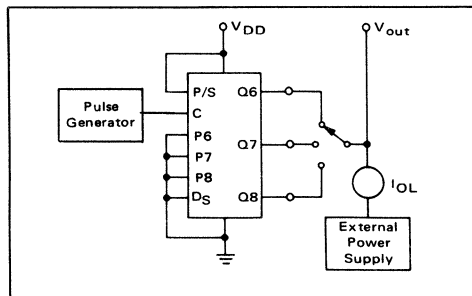 VDD
Vout
P/S
Q6
Pulse
Generator
C
P6
P7
Q7
P8
IOL
DS
Q8
External
Power
Supply